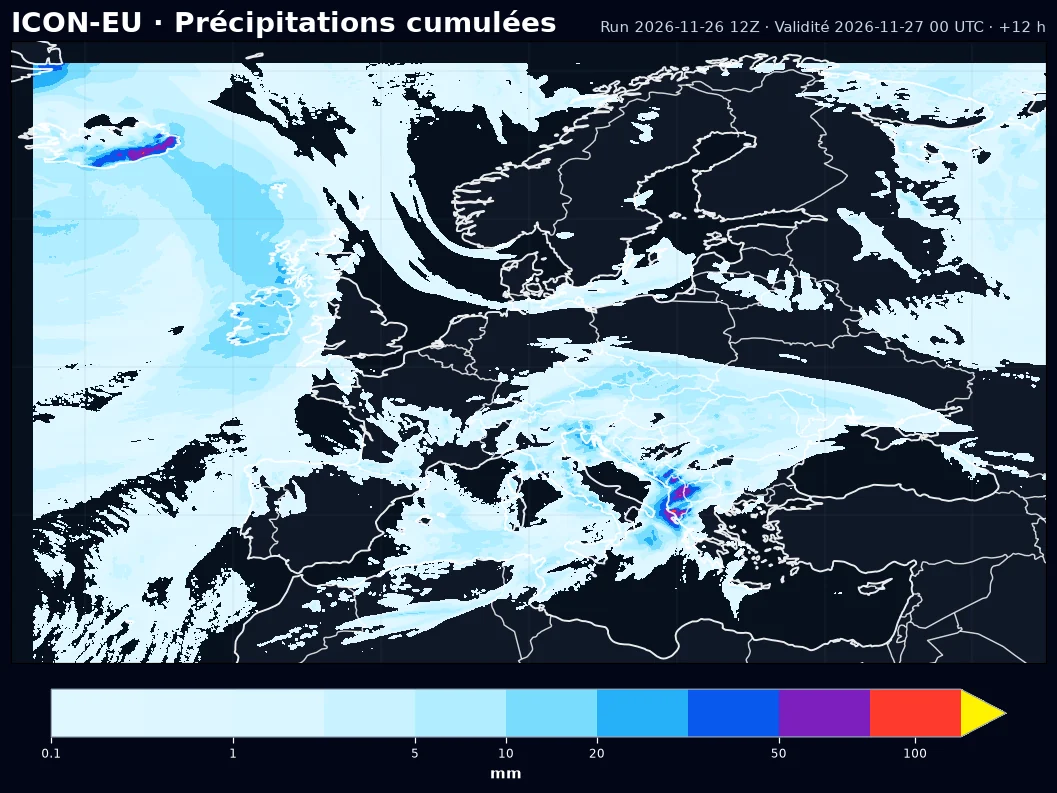 ICON-EU · Précipitations cumulées
Run 2026-11-26 12Z · Validité 2026-11-27 00 UTC · +12 h
0.1 1 5 10 20 50 100
mm